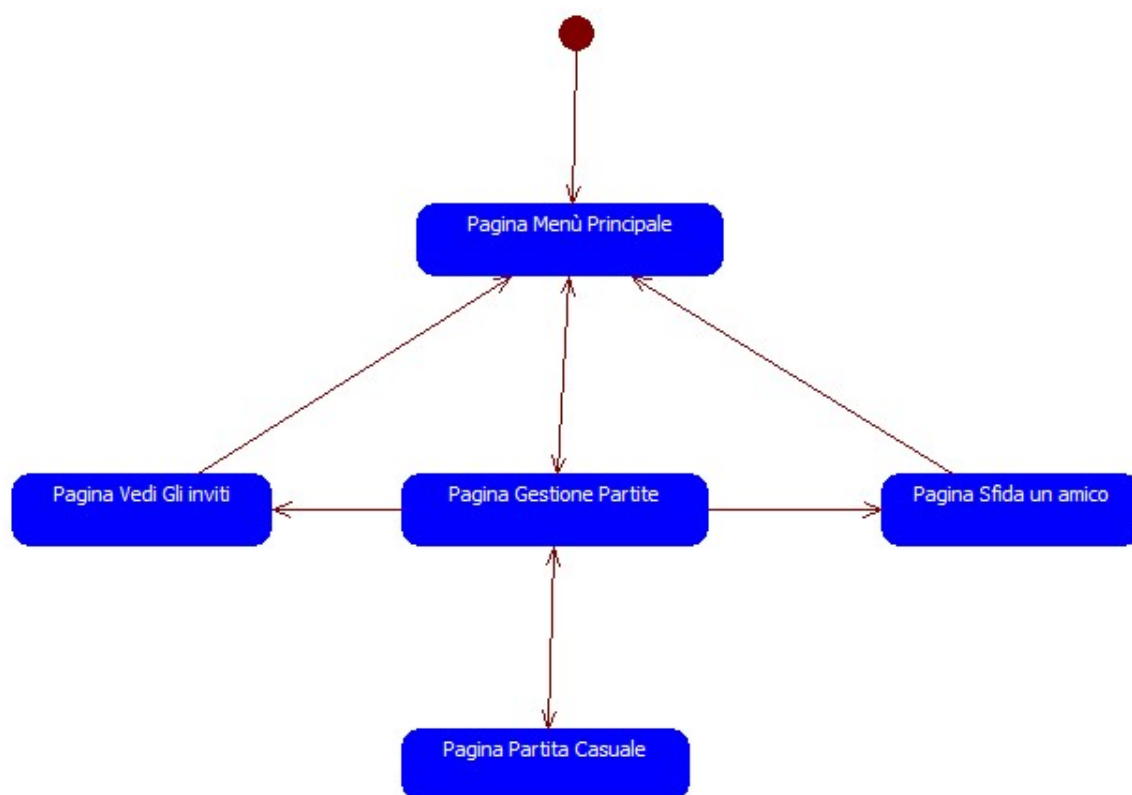 Pagina Menù Principale
Pagina Vedi Gli inviti
Pagina Gestione Partite
Pagina Sfida un amico
Pagina Partita Casuale